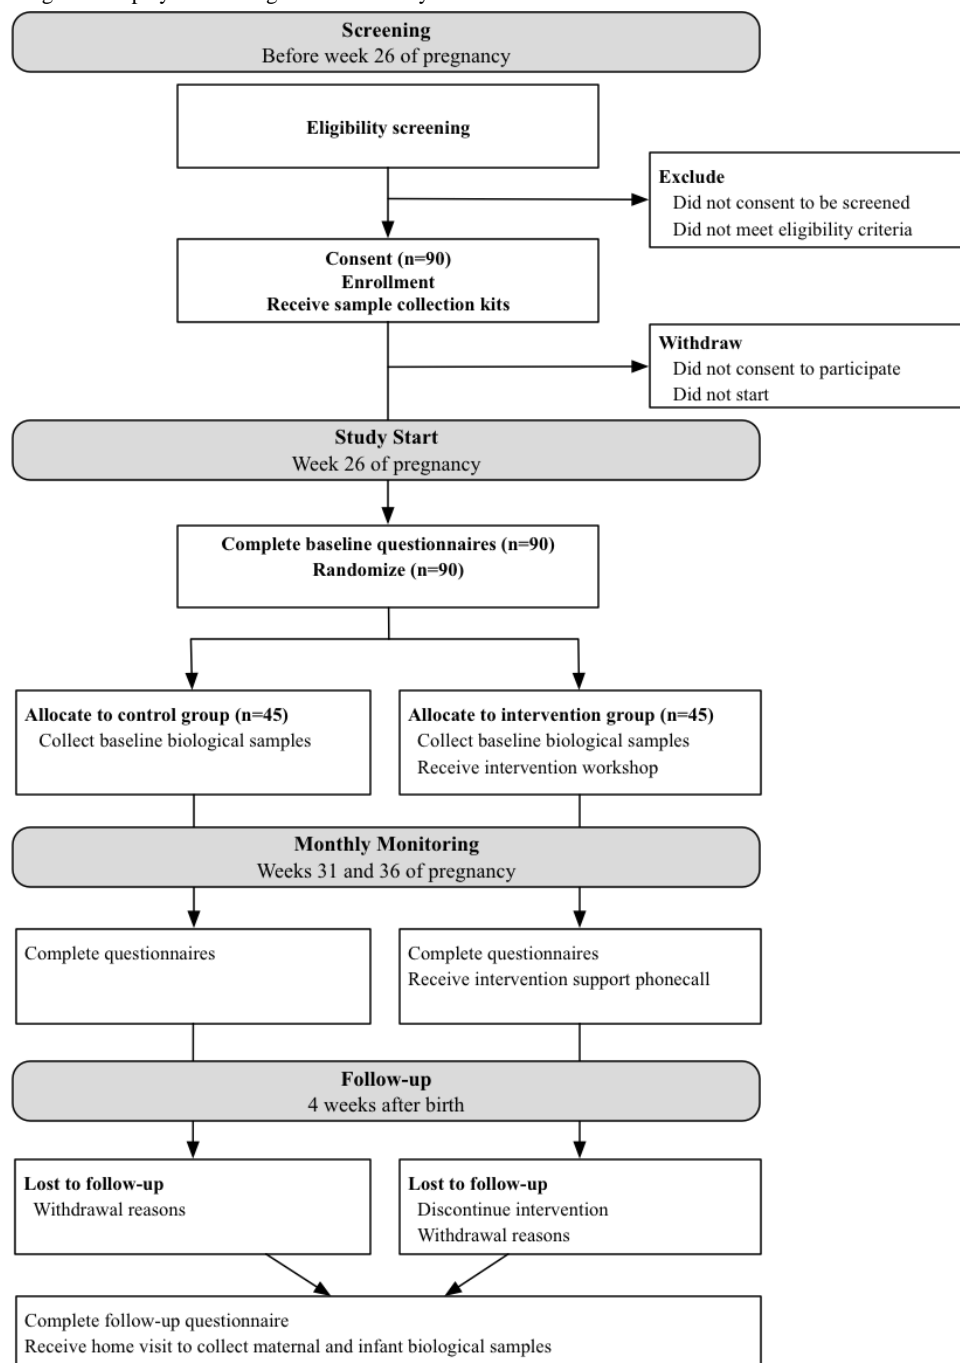 Screening
Before week 26 of pregnancy
Eligibility screening
Exclude
Did not consent to be screened
Did not meet eligibility criteria
Consent (n=90)
Enrollment
Receive sample collection kits
Withdraw
Did not consent to participate
Did not start
Study Start
Week 26 of pregnancy
Complete baseline questionnaires (n=90)
Randomize (n=90)
Allocate to control group (n=45)
Collect baseline biological samples
Allocate to intervention group (n=45)
Collect baseline biological samples
Receive intervention workshop
Monthly Monitoring
Weeks 31 and 36 of pregnancy
Complete questionnaires
Complete questionnaires
Receive intervention support phonecall
Follow-up
4 weeks after birth
Lost to follow-up
Withdrawal reasons
Lost to follow-up
Discontinue intervention
Withdrawal reasons
Complete follow-up questionnaire
Receive home visit to collect maternal and infant biological samples